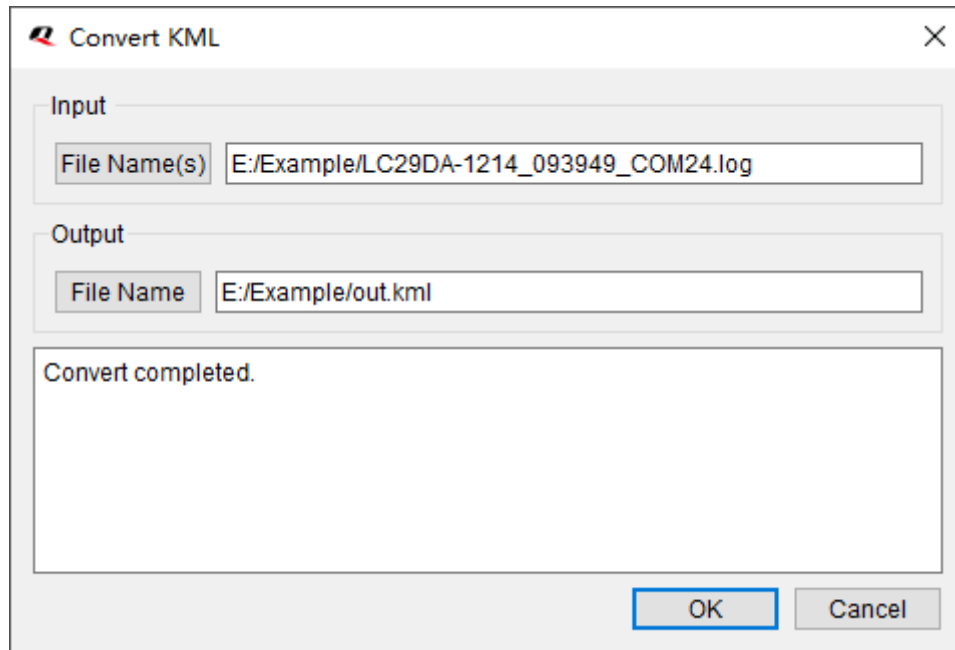 Convert KML
Input
File Name(s) E:/Example/LC29DA-1214_093949_COM24.log
Output
File Name E:/Example/out.kml
Convert completed.
OK Cancel